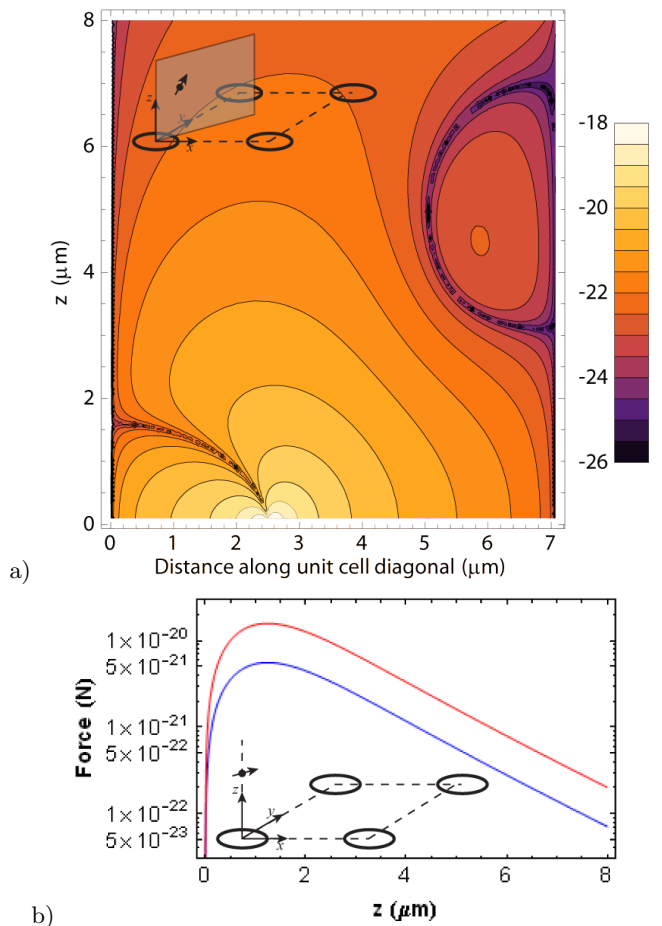 8
6
4
2
0
z (μm)
z
y
x
0 1 2 3 4 5 6 7
Distance along unit cell diagonal (μm)
-18
-20
-22
-24
-26
a)
Force (N)
1×10⁻²⁰
5×10⁻²¹
1×10⁻²¹
5×10⁻²²
1×10⁻²²
5×10⁻²³
z
y
x
0 2 4 6 8
z (μm)
b)